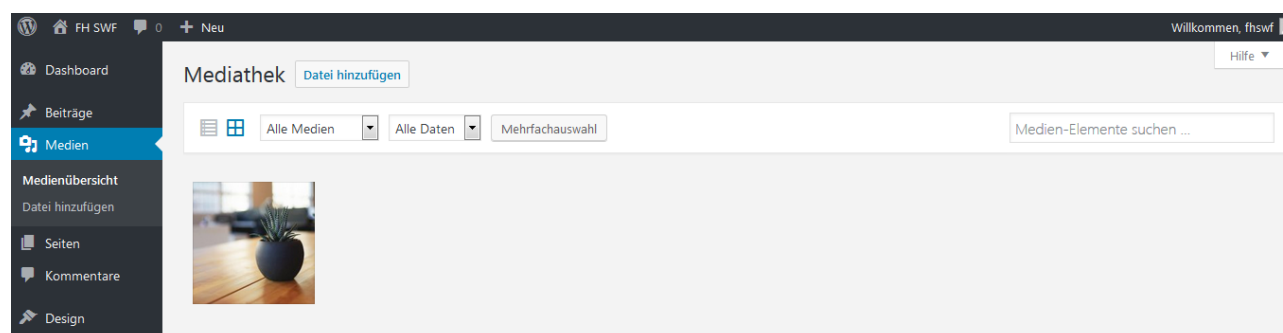 FH SWF 0 + Neu Willkommen, fhswf
Hilfe
Dashboard
Mediathek Datei hinzufügen
Beiträge
Alle Medien Alle Daten Mehrfachauswahl Medien-Elemente suchen ...
Medien
Medienübersicht
Datei hinzufügen
Seiten
Kommentare
Design